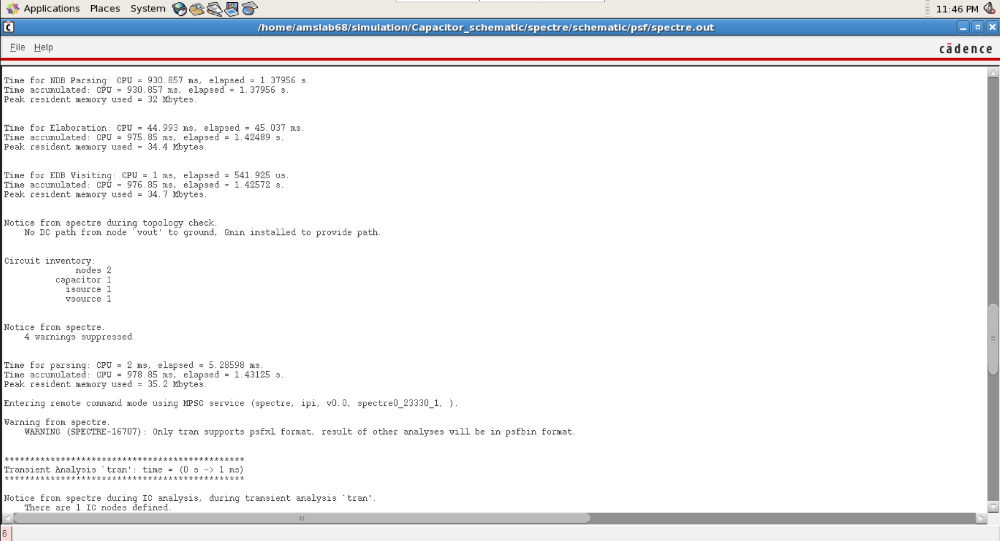 Applications Places System 11:46 PM
/home/amslab68/simulation/Capacitor_schematic/spectre/schematic/psf/spectre.out
File Help cādence
Time for NDB Parsing: CPU = 930.857 ms, elapsed = 1.37956 s.
Time accumulated: CPU = 930.857 ms, elapsed = 1.37956 s.
Peak resident memory used = 32 Mbytes.
Time for Elaboration: CPU = 44.993 ms, elapsed = 45.037 ms.
Time accumulated: CPU = 975.85 ms, elapsed = 1.42489 s.
Peak resident memory used = 34.4 Mbytes.
Time for EDB Visiting: CPU = 1 ms, elapsed = 541.925 us.
Time accumulated: CPU = 976.85 ms, elapsed = 1.42572 s.
Peak resident memory used = 34.7 Mbytes.
Notice from spectre during topology check.
No DC path from node `vout' to ground, Gmin installed to provide path.
Circuit inventory:
nodes 2
capacitor 1
isource 1
vsource 1
Notice from spectre.
4 warnings suppressed.
Time for parsing: CPU = 2 ms, elapsed = 5.28598 ms.
Time accumulated: CPU = 978.85 ms, elapsed = 1.43125 s.
Peak resident memory used = 35.2 Mbytes.
Entering remote command mode using MPSC service (spectre, ipi, v0.0, spectre0_23330_1, ).
Warning from spectre.
WARNING (SPECTRE-16707): Only tran supports psfxl format, result of other analyses will be in psfbin format.
***********************************************
Transient Analysis `tran': time = (0 s -> 1 ms)
***********************************************
Notice from spectre during IC analysis, during transient analysis `tran'.
There are 1 IC nodes defined.
6